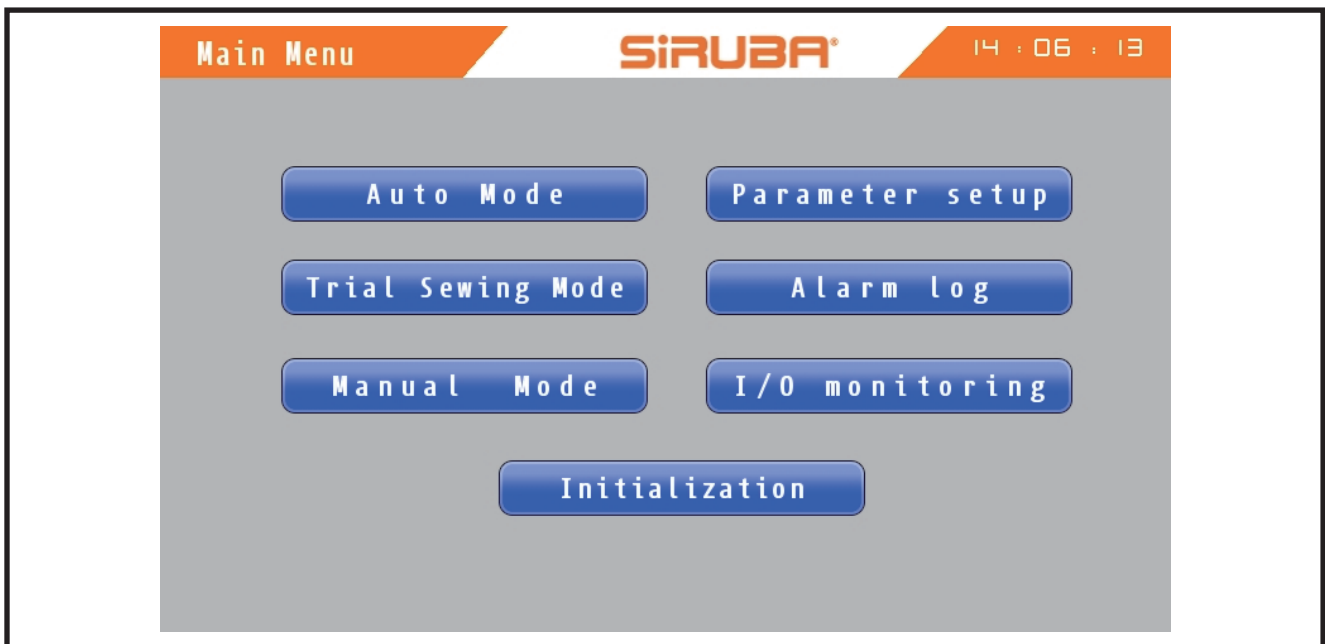 Main Menu SiRUBA® 14 : 06 : 13
Auto Mode Parameter setup
Trial Sewing Mode Alarm log
Manual Mode I/O monitoring
Initialization